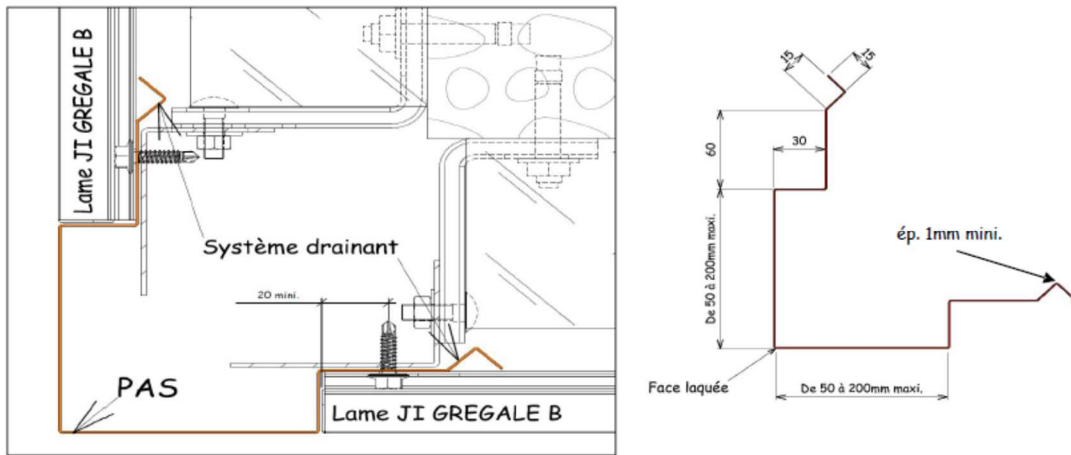 Lame JI GREGALE B
Système drainant
20 mini.
PAS
Lame JI GREGALE B
15
15
60
30
De 50 à 200mm maxi.
ép. 1mm mini.
Face laquée
De 50 à 200mm maxi.